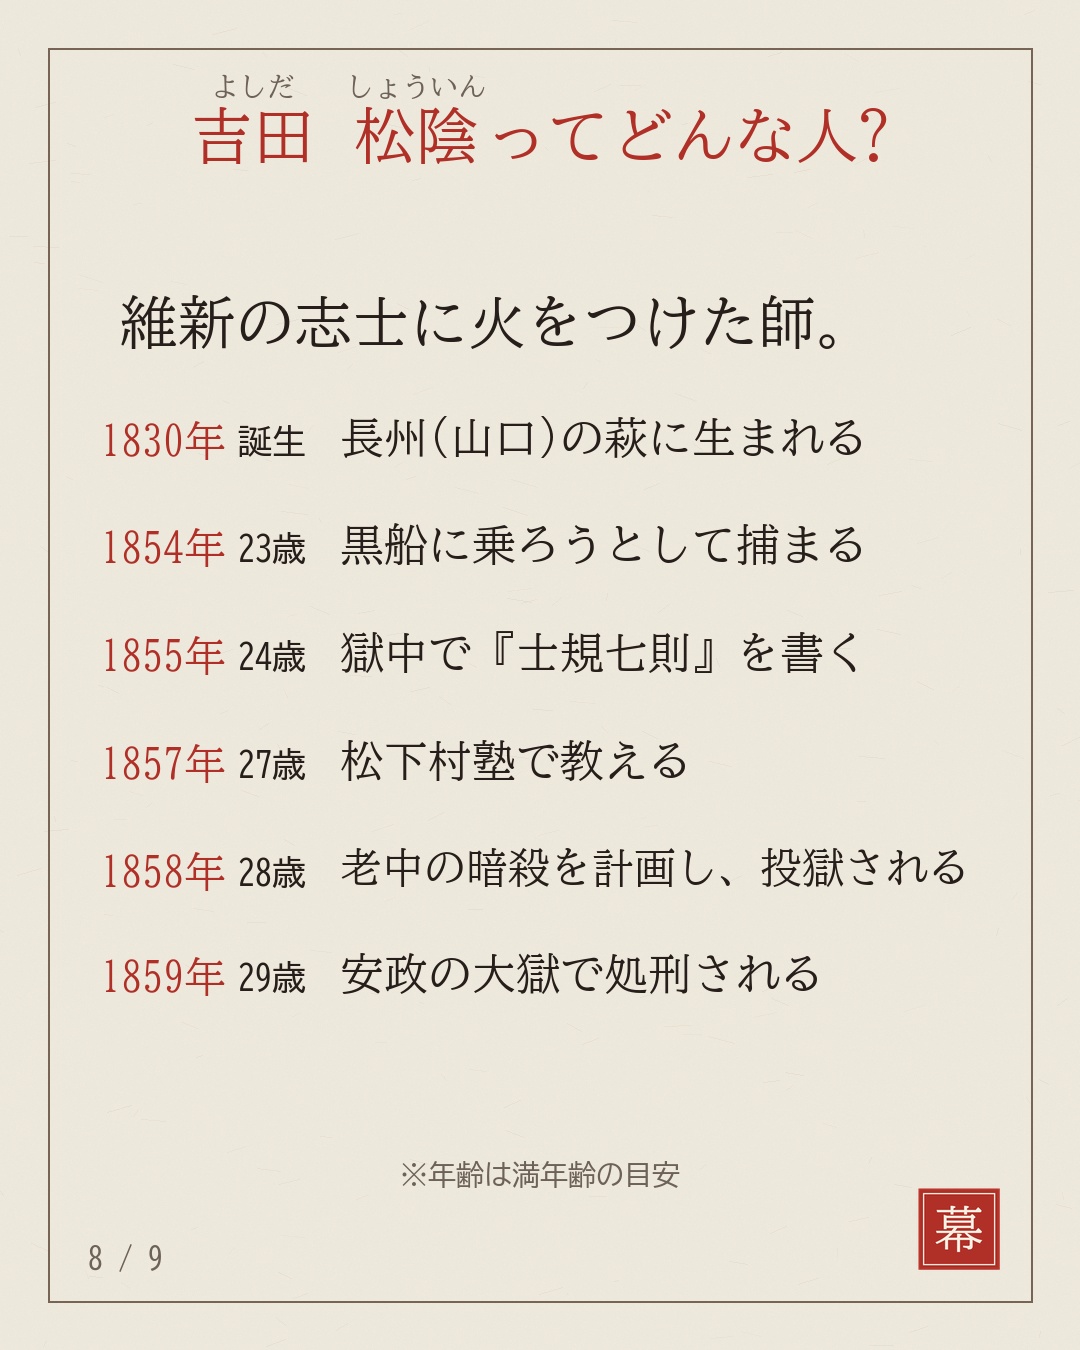 よしだ しょういん
吉田 松陰ってどんな人?
維新の志士に火をつけた師。
1830年 誕生 長州(山口)の萩に生まれる
1854年 23歳 黒船に乗ろうとして捕まる
1855年 24歳 獄中で『士規七則』を書く
1857年 27歳 松下村塾で教える
1858年 28歳 老中の暗殺を計画し、投獄される
1859年 29歳 安政の大獄で処刑される
※年齢は満年齢の目安
幕
8 / 9